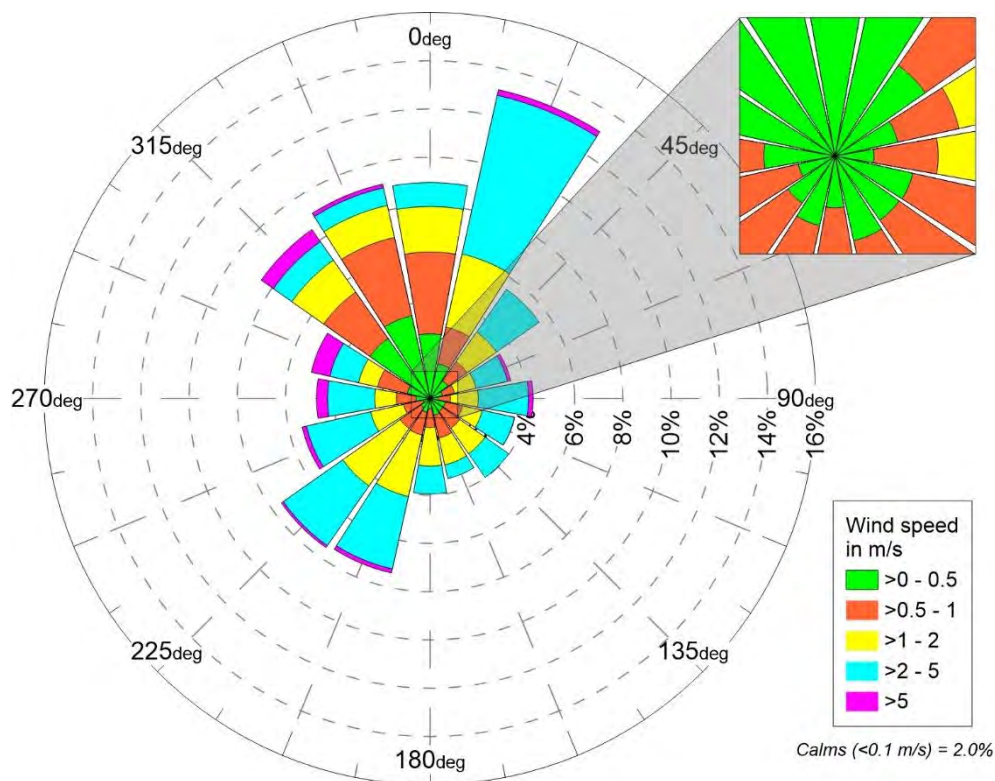 0deg
45deg
90deg
135deg
180deg
225deg
270deg
315deg
4%
6%
8%
10%
12%
14%
16%
Wind speed
in m/s
>0 - 0.5
>0.5 - 1
>1 - 2
>2 - 5
>5
Calms (<0.1 m/s) = 2.0%